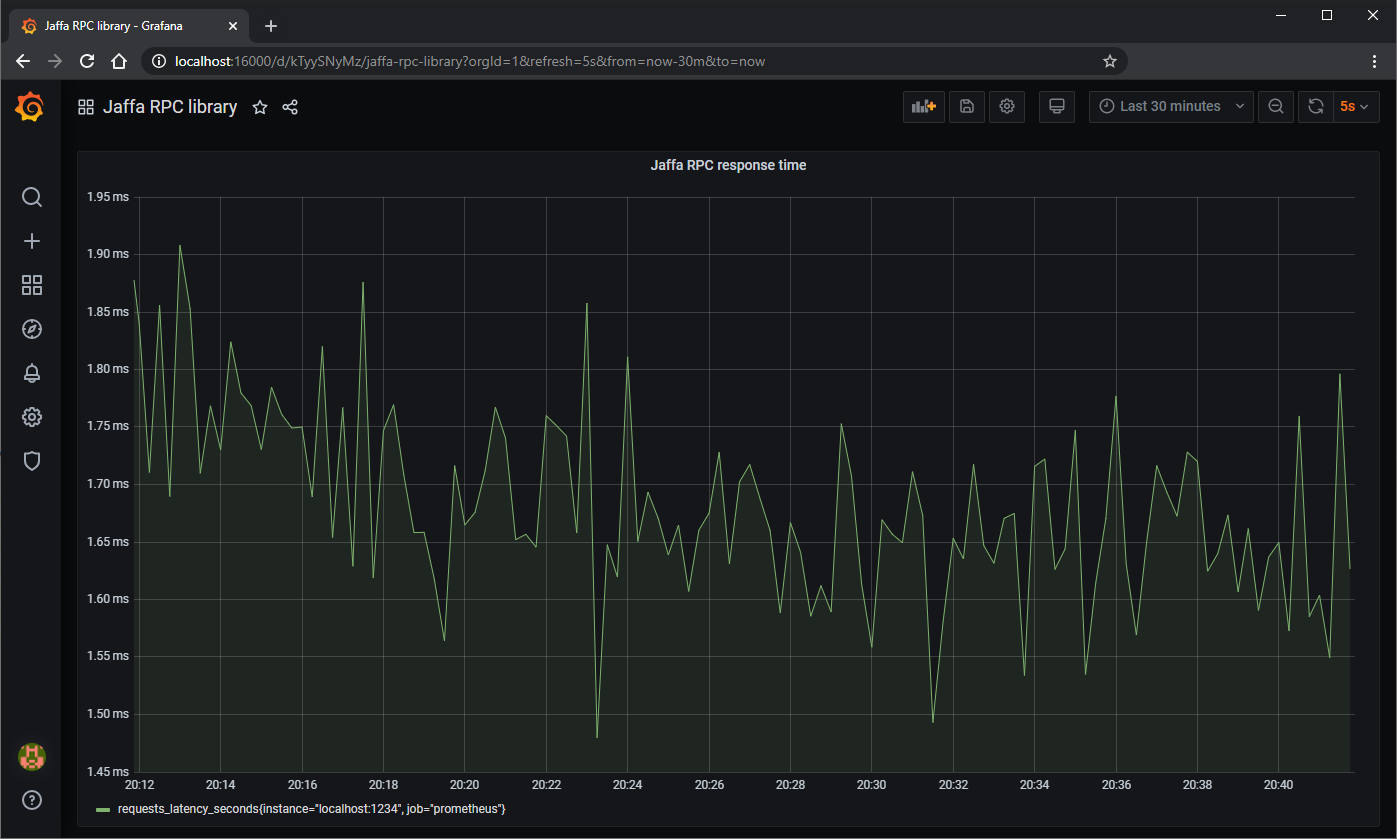 Jaffa RPC library - Grafana
localhost:16000/d/kTyySNyMz/jaffa-rpc-library?orgId=1&refresh=5s&from=now-30m&to=now
Jaffa RPC library
Last 30 minutes
5s
Jaffa RPC response time
1.95 ms
1.90 ms
1.85 ms
1.80 ms
1.75 ms
1.70 ms
1.65 ms
1.60 ms
1.55 ms
1.50 ms
1.45 ms
20:12 20:14 20:16 20:18 20:20 20:22 20:24 20:26 20:28 20:30 20:32 20:34 20:36 20:38 20:40
requests_latency_seconds{instance="localhost:1234", job="prometheus"}